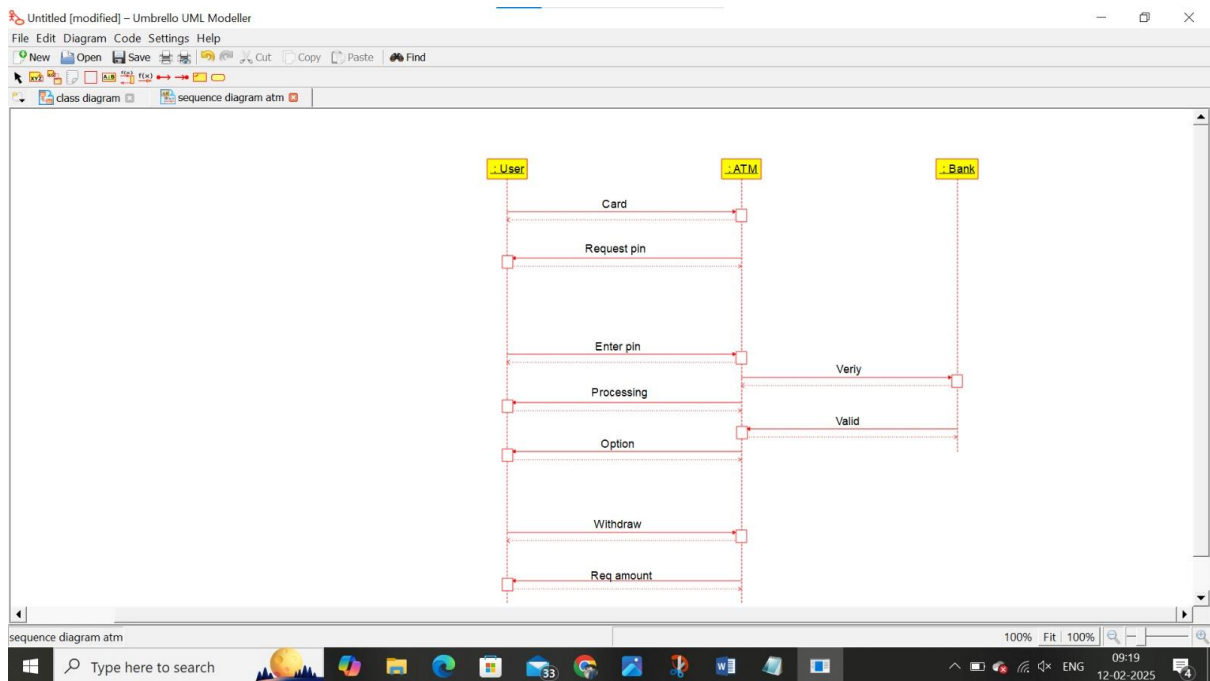 Untitled [modified] – Umbrello UML Modeller
File Edit Diagram Code Settings Help
New Open Save Cut Copy Paste Find
class diagram sequence diagram atm
: User : ATM : Bank
Card
Request pin
Enter pin
Veriy
Processing
Valid
Option
Withdraw
Req amount
sequence diagram atm 100% Fit 100%
Type here to search 33 ENG 09:19 4
12-02-2025